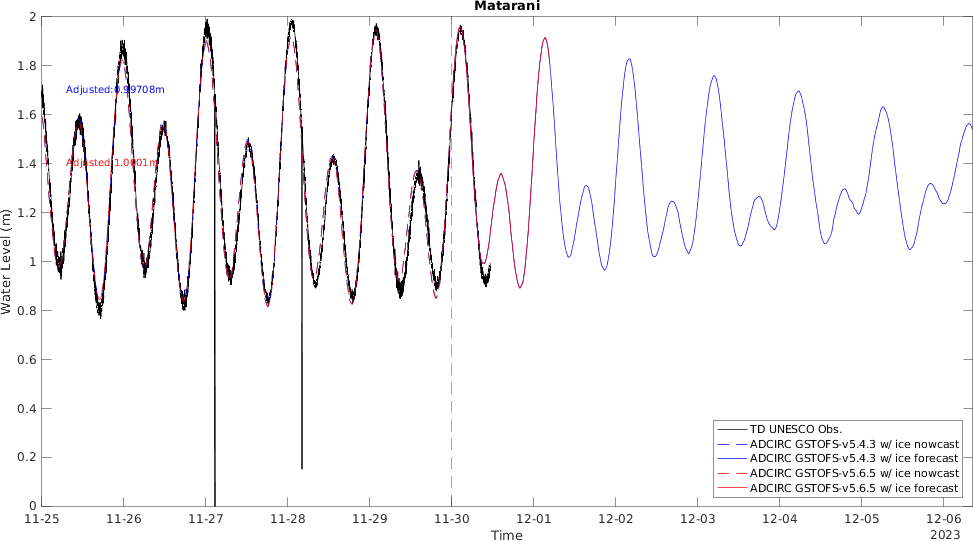 Matarani
2
1.8
1.6
1.4
1.2
1
0.8
0.6
0.4
0.2
0
Water Level (m)
Adjusted:0.99708m
Adjusted:1.0001m
TD UNESCO Obs.
ADCIRC GSTOFS-v5.4.3 w/ ice nowcast
ADCIRC GSTOFS-v5.4.3 w/ ice forecast
ADCIRC GSTOFS-v5.6.5 w/ ice nowcast
ADCIRC GSTOFS-v5.6.5 w/ ice forecast
11-25 11-26 11-27 11-28 11-29 11-30 12-01 12-02 12-03 12-04 12-05 12-06
Time 2023